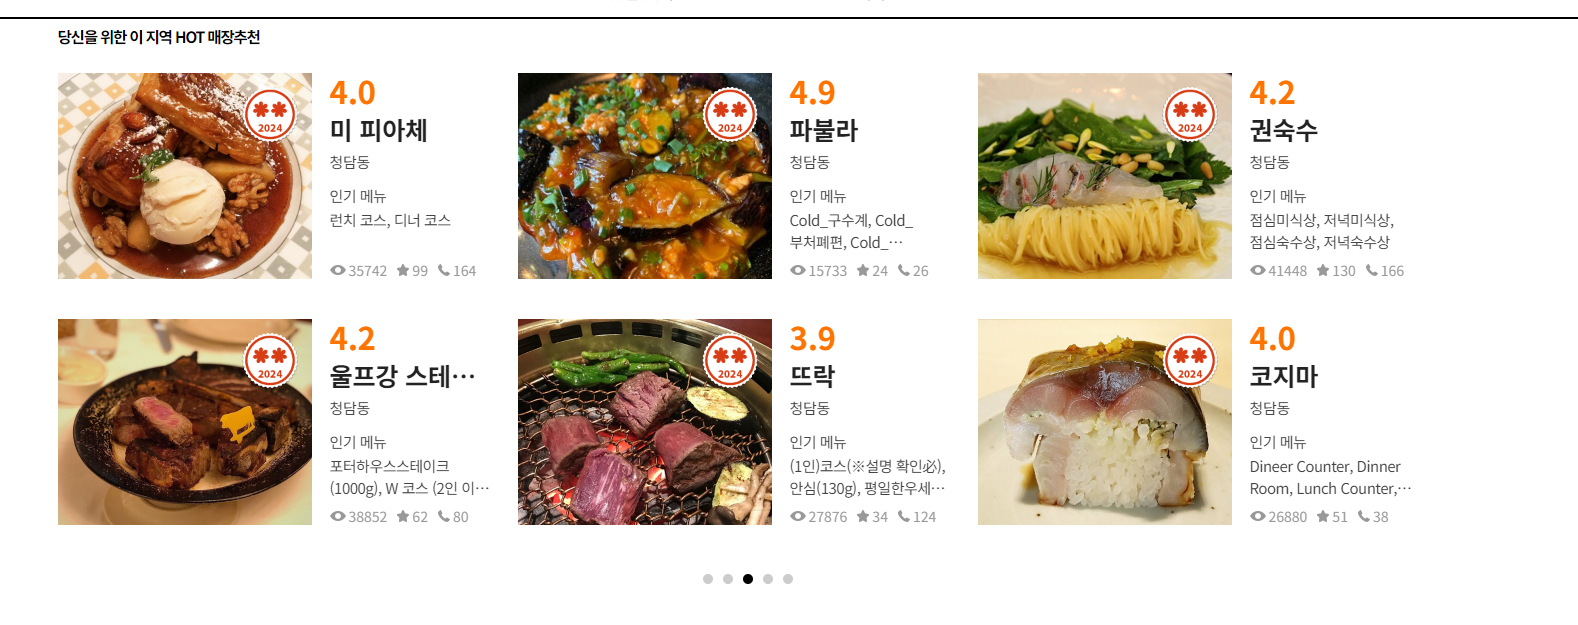 당신을 위한 이 지역 HOT 매장추천
2024
4.0
미 피아체
청담동
인기 메뉴
런치 코스, 디너 코스
35742 99 164
2024
4.9
파불라
청담동
인기 메뉴
Cold_구수계, Cold_
부처폐편, Cold_···
15733 24 26
2024
4.2
권숙수
청담동
인기 메뉴
점심미식상, 저녁미식상,
점심숙수상, 저녁숙수상
41448 130 166
2024
4.2
울프강 스테···
청담동
인기 메뉴
포터하우스스테이크
(1000g), W 코스 (2인 이···
38852 62 80
2024
3.9
뜨락
청담동
인기 메뉴
(1인)코스(※설명 확인必),
안심(130g), 평일한우세···
27876 34 124
2024
4.0
코지마
청담동
인기 메뉴
Dineer Counter, Dinner
Room, Lunch Counter,···
26880 51 38